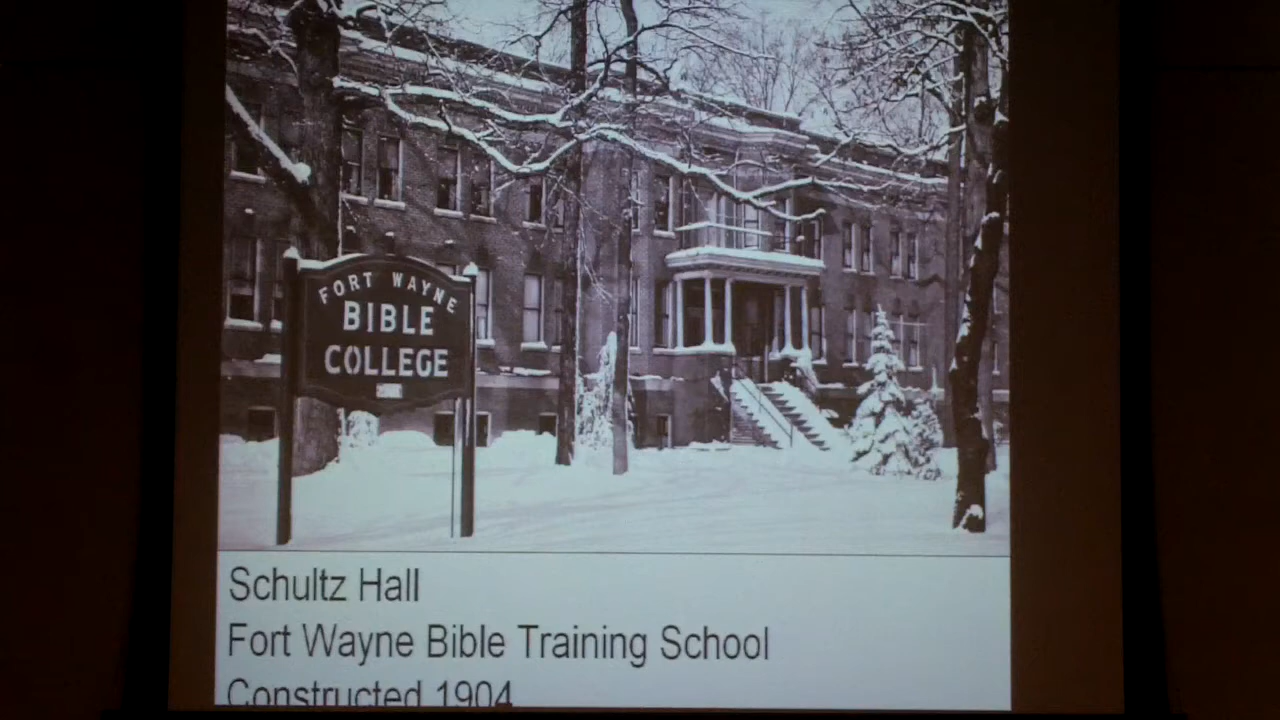 FORT WAYNE
BIBLE
COLLEGE
Schultz Hall
Fort Wayne Bible Training School
Constructed 1904